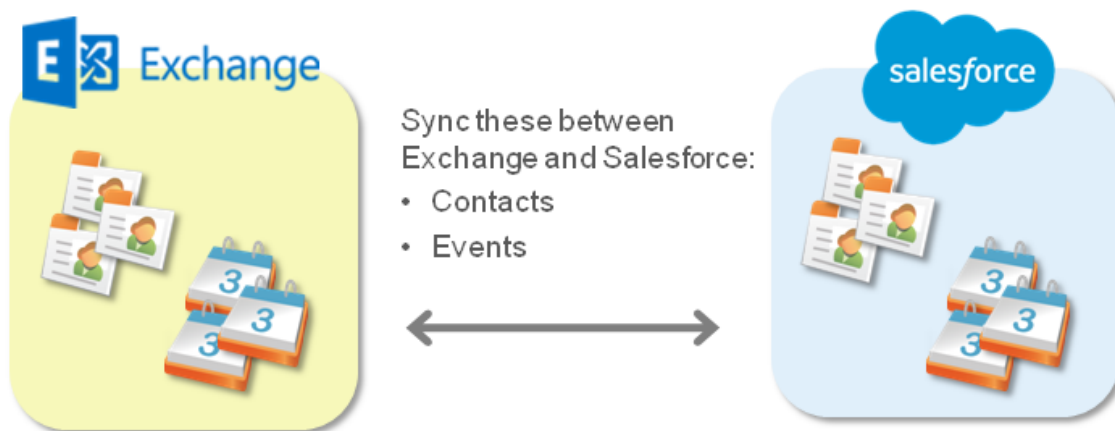 E Exchange
salesforce
Sync these between
Exchange and Salesforce:
• Contacts
• Events
3
3
3
3
3
3